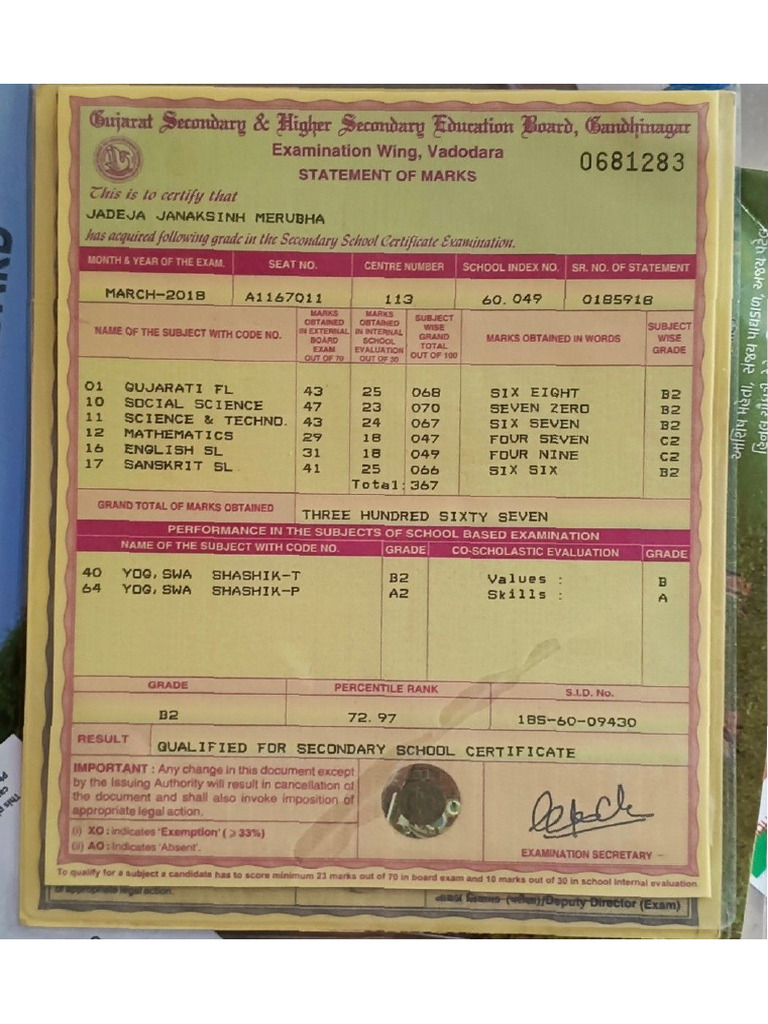 Gujarat Secondary & Higher Secondary Education Board, Gandhinagar
Examination Wing, Vadodara
0681283
STATEMENT OF MARKS
This is to certify that
JADEJA JANAKSINH MERUBHA
has acquired following grade in the Secondary School Certificate Examination.
MONTH & YEAR OF THE EXAM. SEAT NO. CENTRE NUMBER SCHOOL INDEX NO. SR. NO. OF STATEMENT
MARCH-2018 A1167011 113 60.049 0185918
NAME OF THE SUBJECT WITH CODE NO. MARKS OBTAINED IN EXTERNAL BOARD EXAM OUT OF 70 MARKS OBTAINED IN INTERNAL SCHOOL EVALUATION OUT OF 30 SUBJECT WISE GRAND TOTAL OUT OF 100 MARKS OBTAINED IN WORDS SUBJECT WISE GRADE
01 GUJARATI FL 43 25 068 SIX EIGHT B2
10 SOCIAL SCIENCE 47 23 070 SEVEN ZERO B2
11 SCIENCE & TECHNO. 43 24 067 SIX SEVEN B2
12 MATHEMATICS 29 18 047 FOUR SEVEN C2
16 ENGLISH SL 31 18 049 FOUR NINE C2
17 SANSKRIT SL 41 25 066 SIX SIX B2
Total:367
GRAND TOTAL OF MARKS OBTAINED THREE HUNDRED SIXTY SEVEN
PERFORMANCE IN THE SUBJECTS OF SCHOOL BASED EXAMINATION
NAME OF THE SUBJECT WITH CODE NO. GRADE CO-SCHOLASTIC EVALUATION GRADE
40 YOG,SWA SHASHIK-T B2 Values : B
64 YOG,SWA SHASHIK-P A2 Skills : A
GRADE PERCENTILE RANK S.I.D. No.
B2 72.97 18S-60-09430
RESULT QUALIFIED FOR SECONDARY SCHOOL CERTIFICATE
IMPORTANT : Any change in this document except
by the Issuing Authority will result in cancellation of
the document and shall also invoke imposition of
appropriate legal action.
(i) XO : Indicates 'Exemption' (⩾ 33%)
(ii) AO : Indicates 'Absent'.
EXAMINATION SECRETARY
To qualify for a subject a candidate has to score minimum 23 marks out of 70 in board exam and 10 marks out of 30 in school internal evaluation.
of appropriate legal action.
(પરીક્ષા)/Deputy Director (Exam)